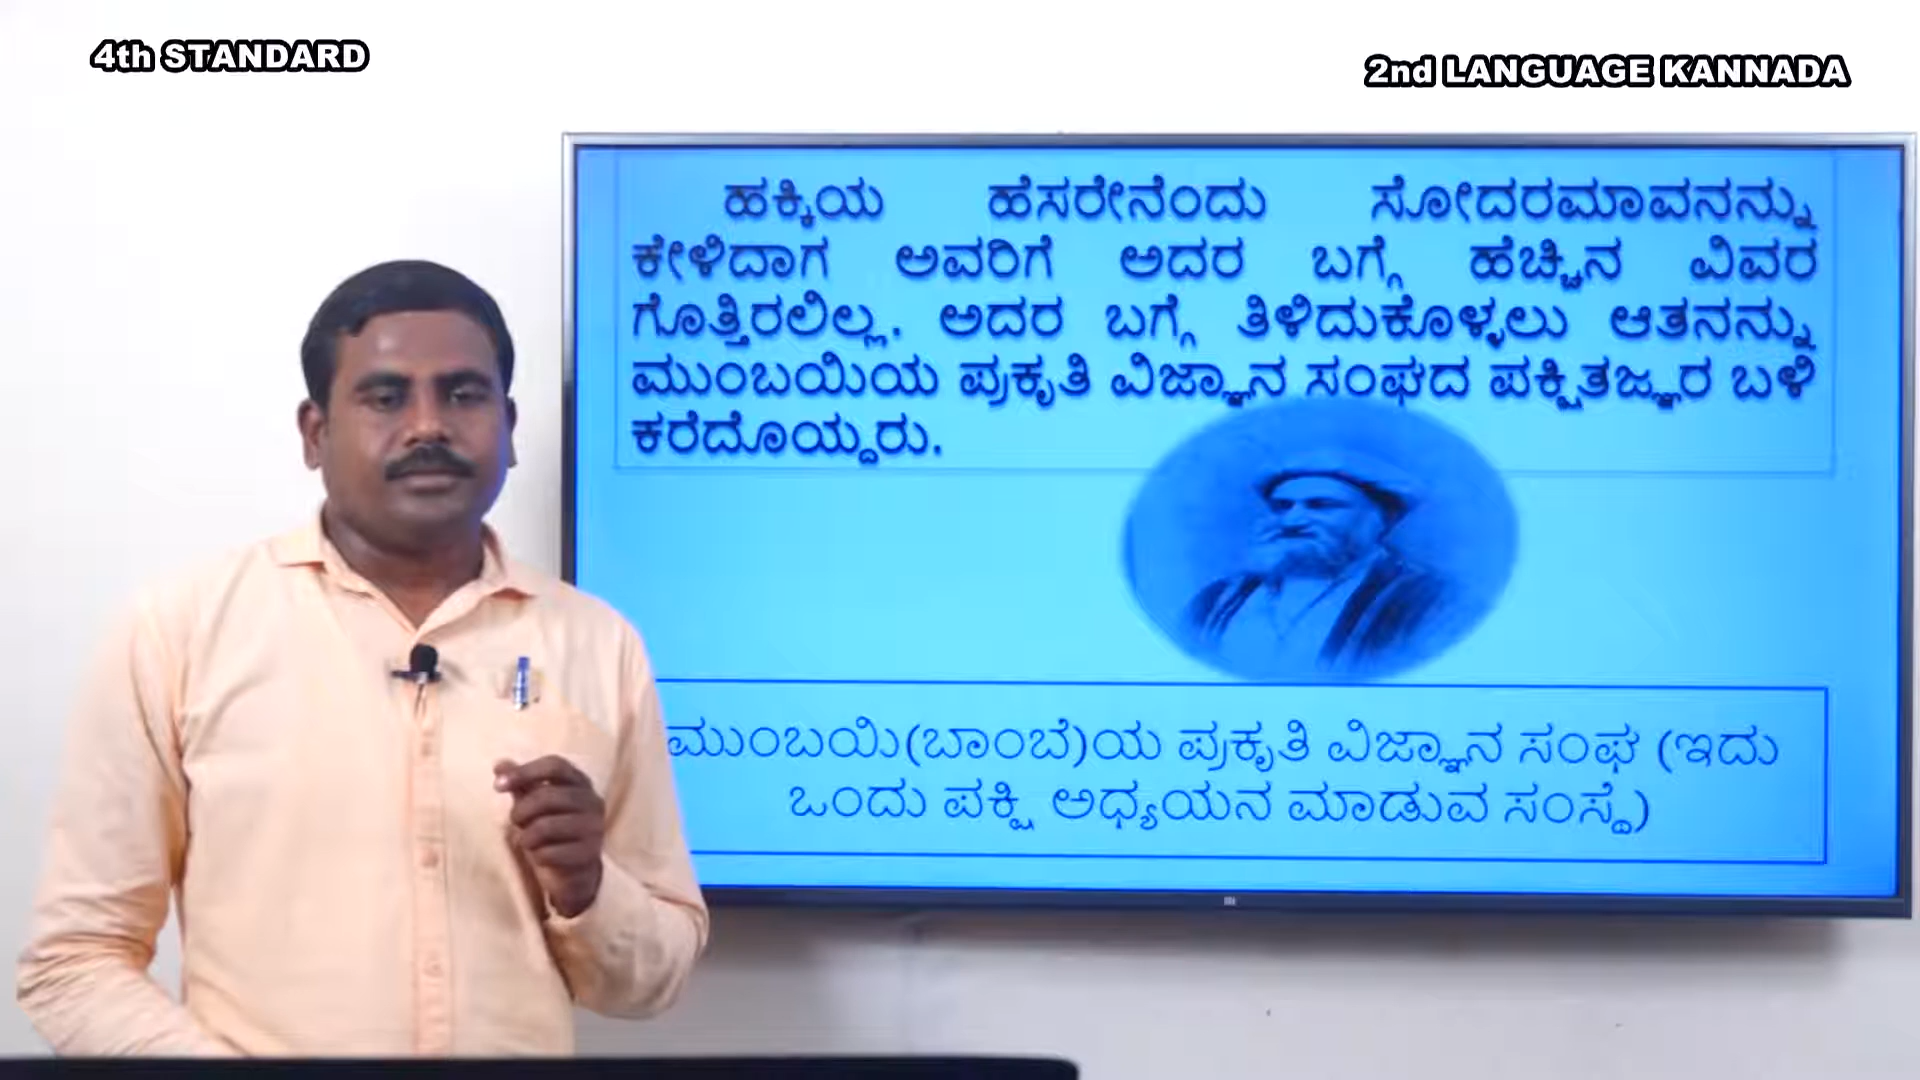 4th STANDARD
2nd LANGUAGE KANNADA
ಹಕ್ಕಿಯ ಹೆಸರೇನೆಂದು ಸೋದರಮಾವನನ್ನು
ಕೇಳಿದಾಗ ಅವರಿಗೆ ಅದರ ಬಗ್ಗೆ ಹೆಚ್ಚಿನ ವಿವರ
ಗೊತ್ತಿರಲಿಲ್ಲ. ಅದರ ಬಗ್ಗೆ ತಿಳಿದುಕೊಳ್ಳಲು ಆತನನ್ನು
ಮುಂಬಯಿಯ ಪ್ರಕೃತಿ ವಿಜ್ಞಾನ ಸಂಘದ ಪಕ್ಷಿತಜ್ಞರ ಬಳಿ
ಕರೆದೊಯ್ದರು.
ಮುಂಬಯಿ(ಬಾಂಬೆ)ಯ ಪ್ರಕೃತಿ ವಿಜ್ಞಾನ ಸಂಘ (ಇದು
ಒಂದು ಪಕ್ಷಿ ಅಧ್ಯಯನ ಮಾಡುವ ಸಂಸ್ಥೆ)